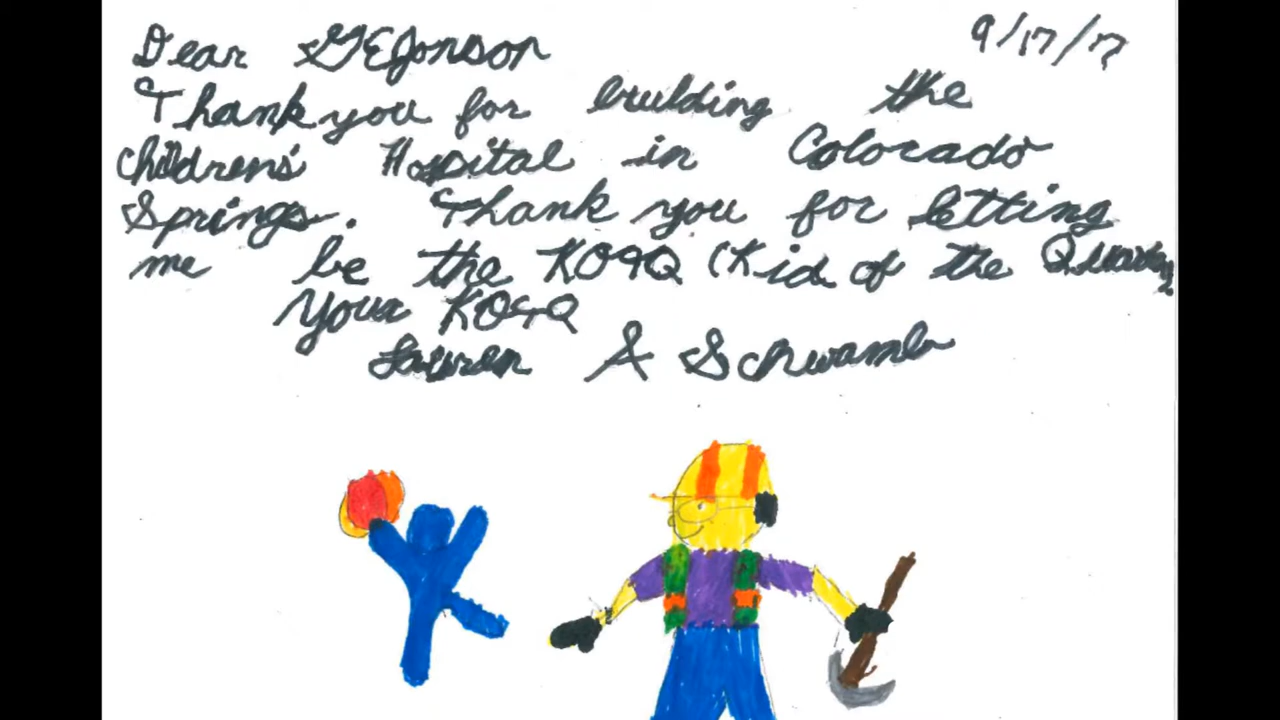 9/17/17
Dear GEJonson
Thank you for building the
Childrens' Hospital in Colorado
Springs. Thank you for letting
me be the KOTQ (Kid of the
Your KOTQ
Lauren A Schwamb